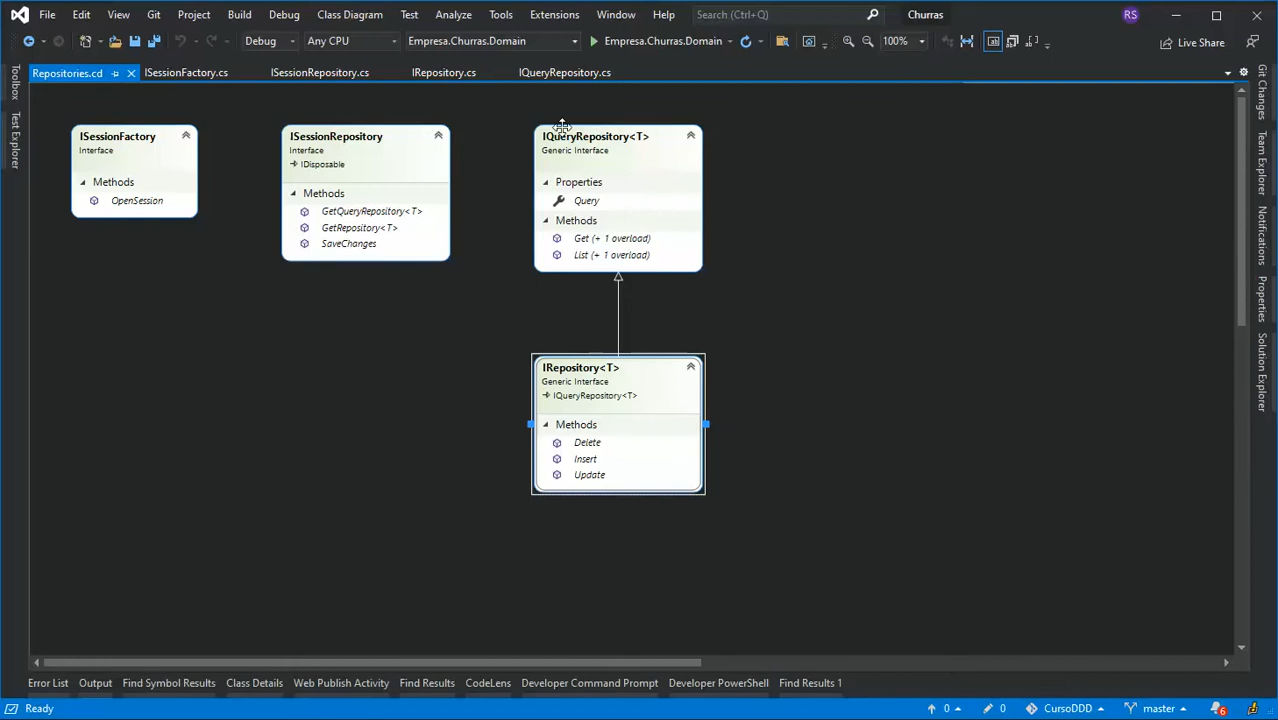 File Edit View Git Project Build Debug Class Diagram Test Analyze Tools Extensions Window Help Search (Ctrl+Q) Churras RS
Debug Any CPU Empresa.Churras.Domain Empresa.Churras.Domain 100% Live Share
Repositories.cd ISessionFactory.cs ISessionRepository.cs IRepository.cs IQueryRepository.cs
Toolbox
Test Explorer
ISessionFactory
Interface
Methods
OpenSession
ISessionRepository
Interface
IDisposable
Methods
GetQueryRepository<T>
GetRepository<T>
SaveChanges
IQueryRepository<T>
Generic Interface
Properties
Query
Methods
Get (+ 1 overload)
List (+ 1 overload)
IRepository<T>
Generic Interface
IQueryRepository<T>
Methods
Delete
Insert
Update
Git Changes
Team Explorer
Notifications
Properties
Solution Explorer
Error List Output Find Symbol Results Class Details Web Publish Activity Find Results CodeLens Developer Command Prompt Developer PowerShell Find Results 1
Ready 0 0 CursoDDD master 6